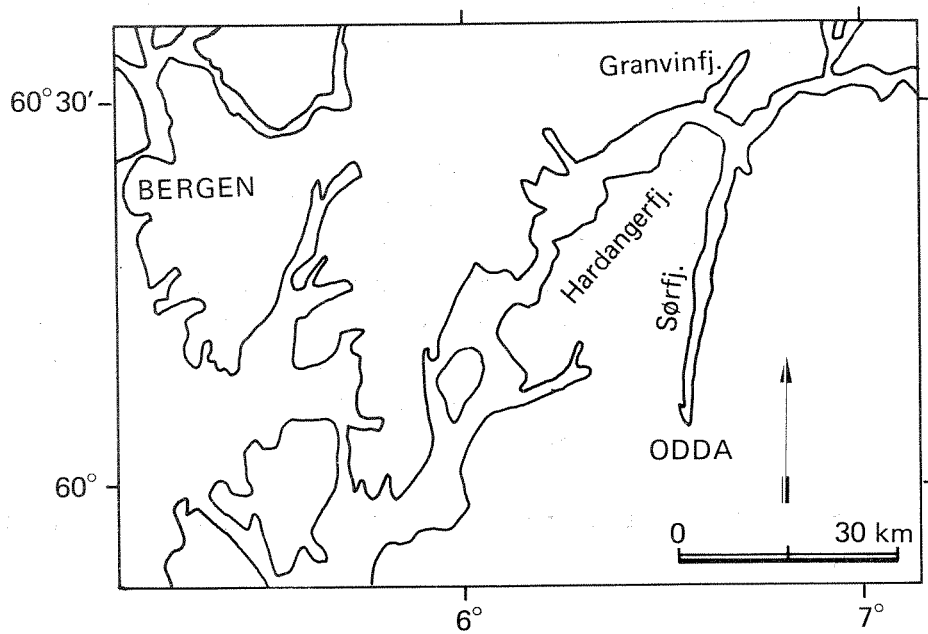 Granvinfj.
60° 30'
BERGEN
Hardangerfj.
Sørfj.
ODDA
60°
0 30 km
6° 7°